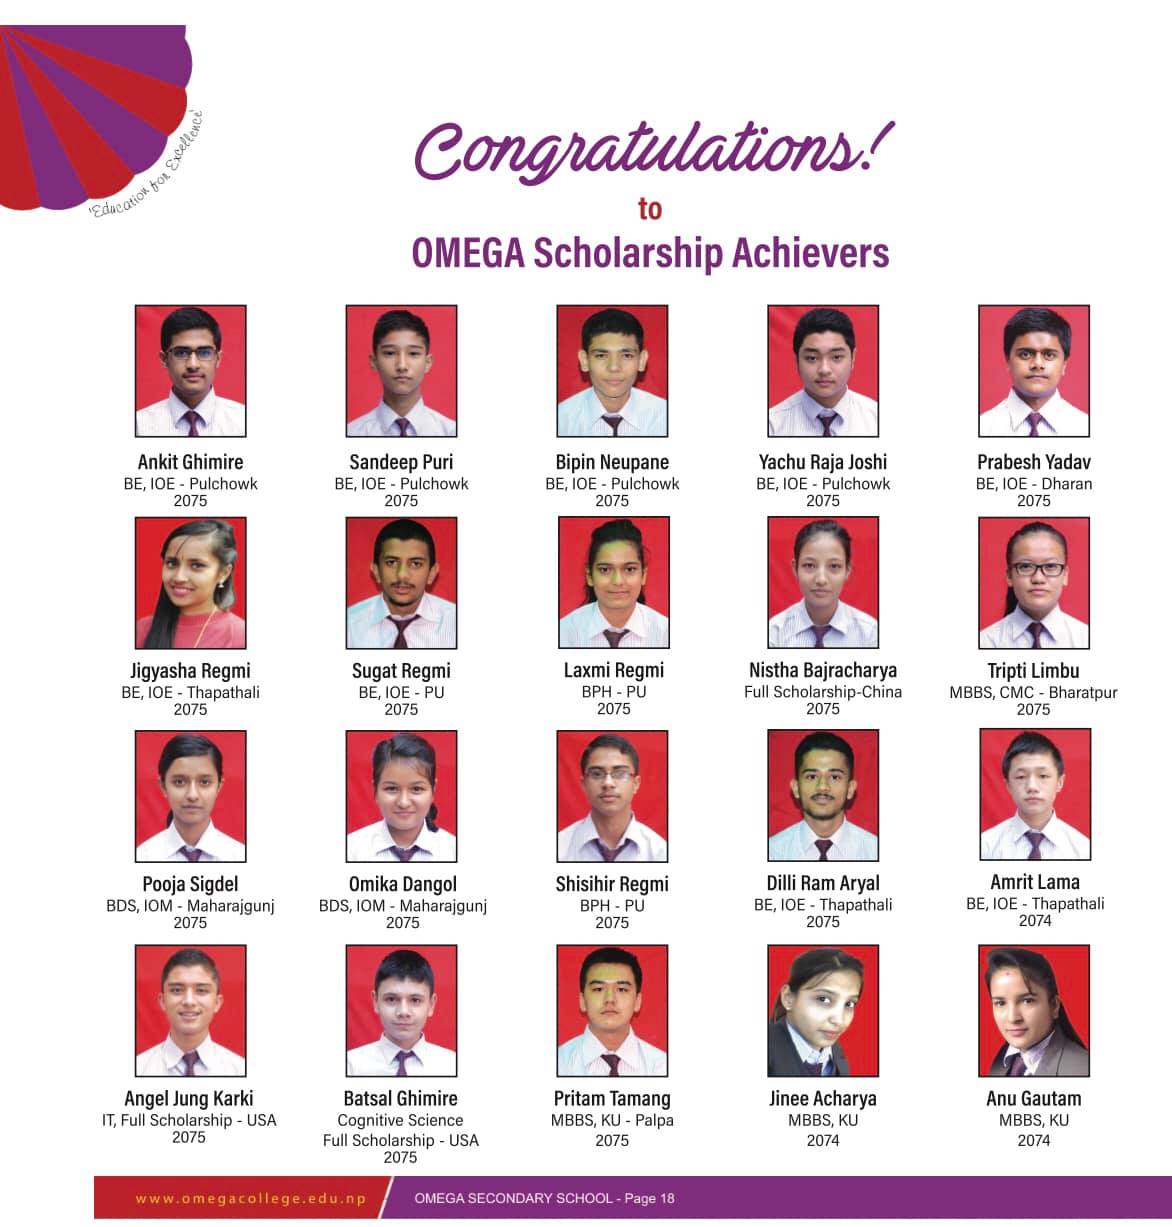 'Education for Excellence'
Congratulations!
to
OMEGA Scholarship Achievers
Ankit Ghimire
BE, IOE - Pulchowk
2075
Sandeep Puri
BE, IOE - Pulchowk
2075
Bipin Neupane
BE, IOE - Pulchowk
2075
Yachu Raja Joshi
BE, IOE - Pulchowk
2075
Prabesh Yadav
BE, IOE - Dharan
2075
Jigyasha Regmi
BE, IOE - Thapathali
2075
Sugat Regmi
BE, IOE - PU
2075
Laxmi Regmi
BPH - PU
2075
Nistha Bajracharya
Full Scholarship-China
2075
Tripti Limbu
MBBS, CMC - Bharatpur
2075
Pooja Sigdel
BDS, IOM - Maharajgunj
2075
Omika Dangol
BDS, IOM - Maharajgunj
2075
Shisihir Regmi
BPH - PU
2075
Dilli Ram Aryal
BE, IOE - Thapathali
2075
Amrit Lama
BE, IOE - Thapathali
2074
Angel Jung Karki
IT, Full Scholarship - USA
2075
Batsal Ghimire
Cognitive Science
Full Scholarship - USA
2075
Pritam Tamang
MBBS, KU - Palpa
2075
Jinee Acharya
MBBS, KU
2074
Anu Gautam
MBBS, KU
2074
www.omegacollege.edu.np
OMEGA SECONDARY SCHOOL - Page 18